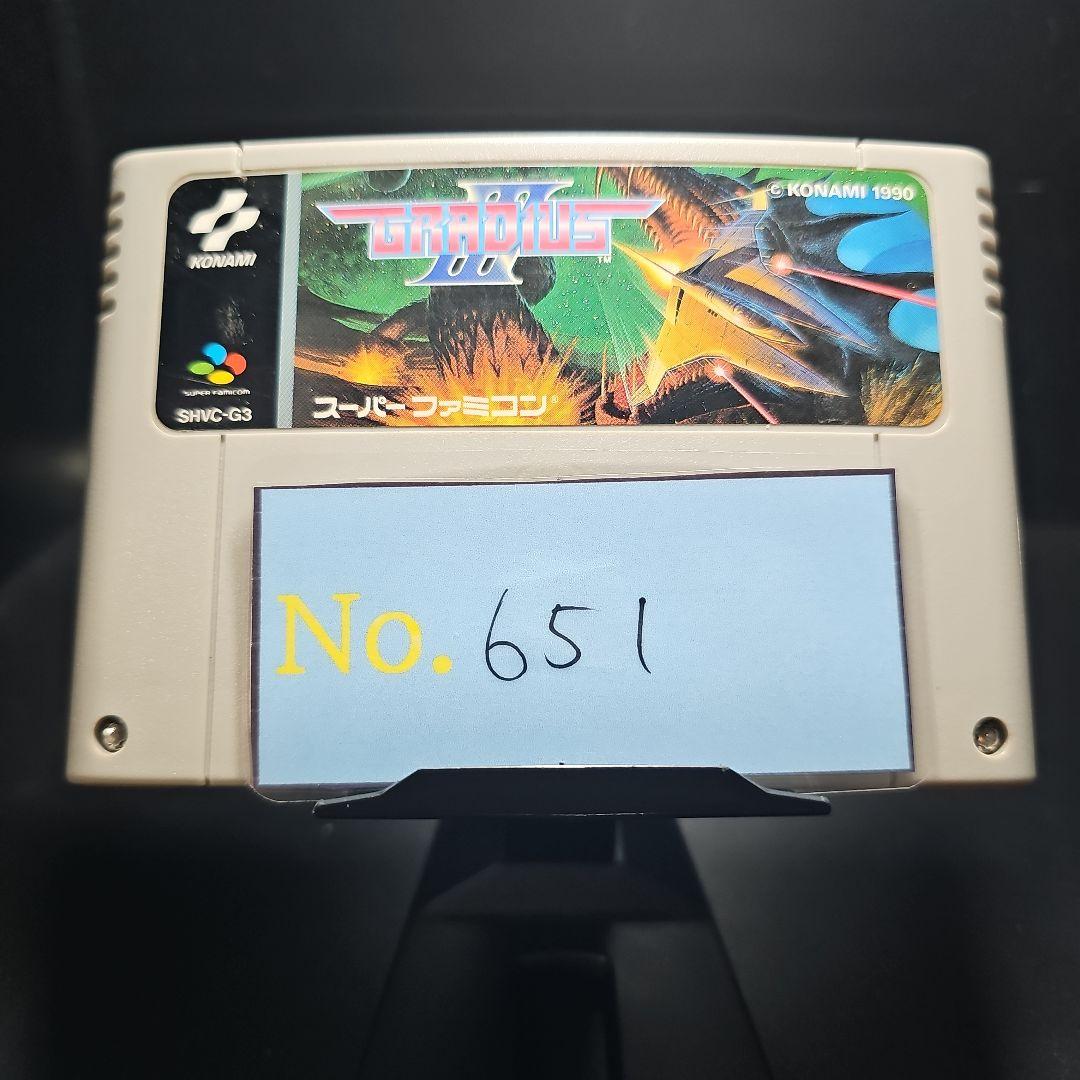 KONAMI
SUPER FAMICOM
SHVC-G3
III
GRADIUS
TM
© KONAMI 1990
スーパーファミコン®
No. 651